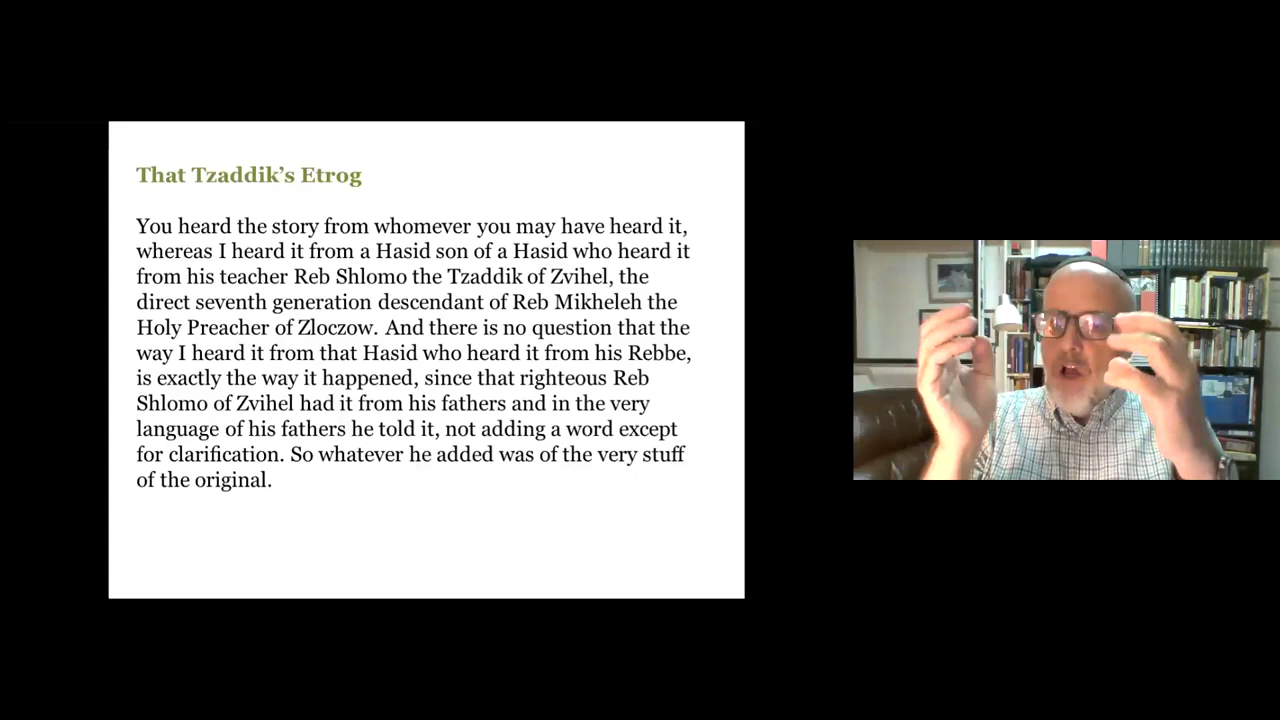 That Tzaddik’s Etrog
You heard the story from whomever you may have heard it,
whereas I heard it from a Hasid son of a Hasid who heard it
from his teacher Reb Shlomo the Tzaddik of Zvihel, the
direct seventh generation descendant of Reb Mikheleh the
Holy Preacher of Zloczow. And there is no question that the
way I heard it from that Hasid who heard it from his Rebbe,
is exactly the way it happened, since that righteous Reb
Shlomo of Zvihel had it from his fathers and in the very
language of his fathers he told it, not adding a word except
for clarification. So whatever he added was of the very stuff
of the original.